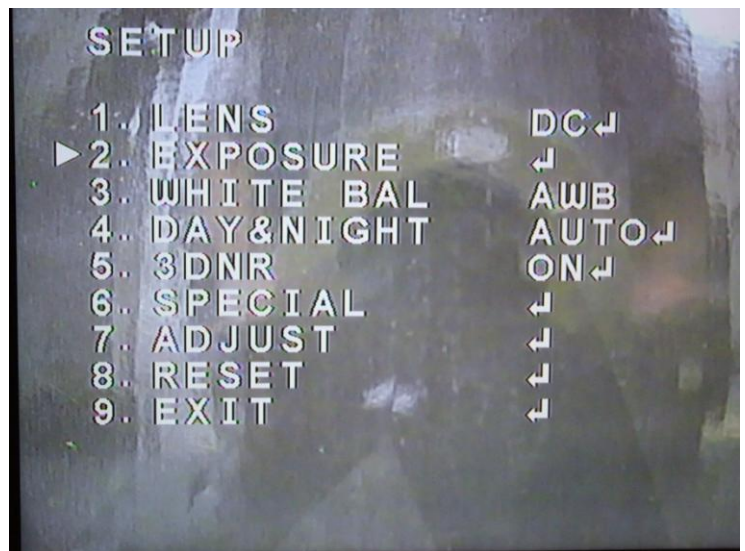 SETUP
1. LENS DC↵
▶2. EXPOSURE ↵
3. WHITE BAL AWB
4. DAY&NIGHT AUTO↵
5. 3DNR ON↵
6. SPECIAL ↵
7. ADJUST ↵
8. RESET ↵
9. EXIT ↵